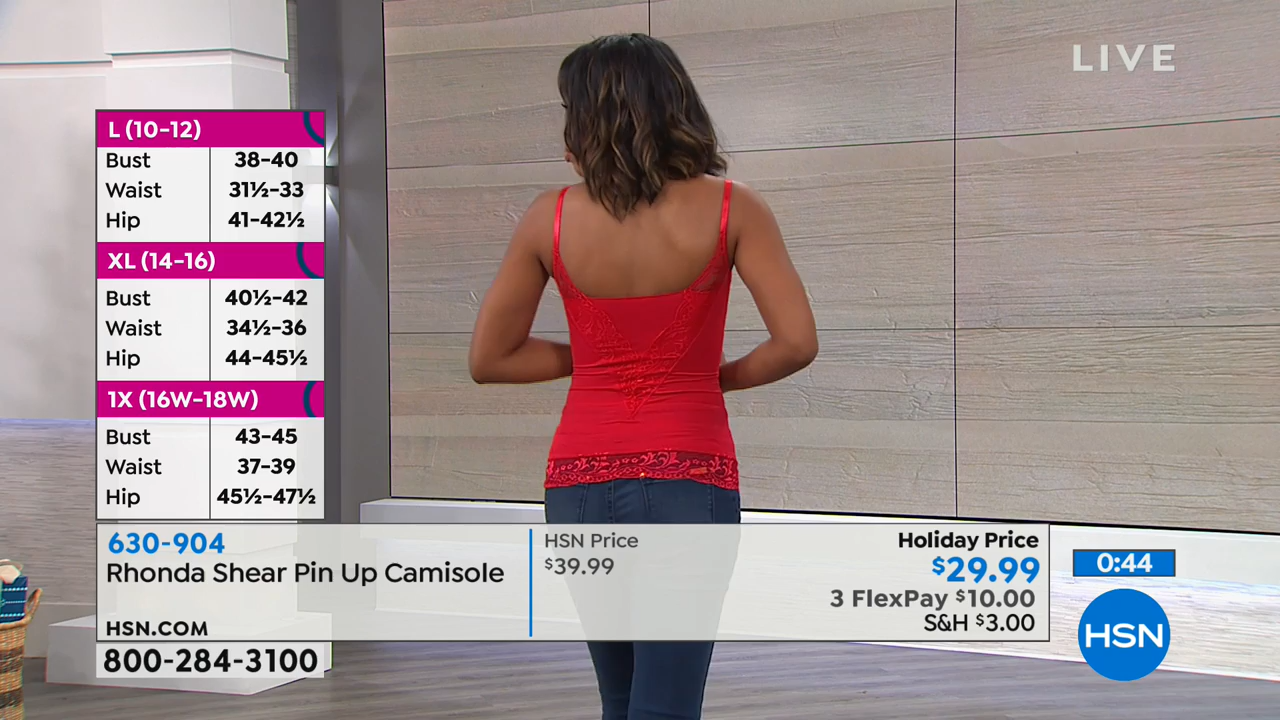 LIVE
L (10-12)
Bust 38-40
Waist 31½-33
Hip 41-42½
XL (14-16)
Bust 40½-42
Waist 34½-36
Hip 44-45½
1X (16W-18W)
Bust 43-45
Waist 37-39
Hip 45½-47½
630-904
Rhonda Shear Pin Up Camisole
HSN.COM
800-284-3100
HSN Price
$39.99
Holiday Price
$29.99
3 FlexPay $10.00
S&H $3.00
0:44
HSN